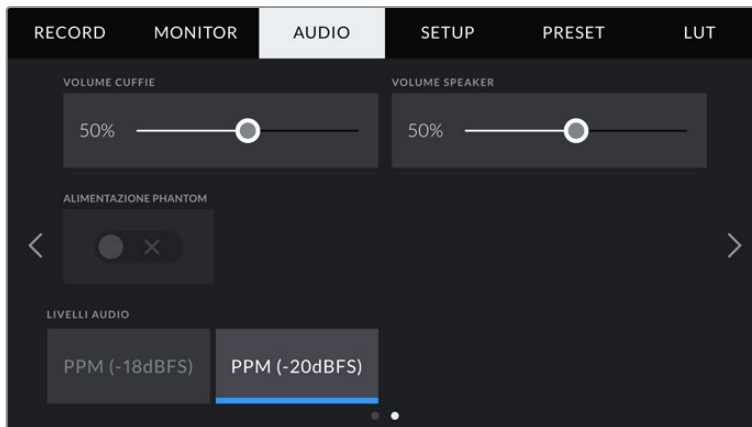 RECORD MONITOR AUDIO SETUP PRESET LUT
VOLUME CUFFIE VOLUME SPEAKER
50% 50%
ALIMENTAZIONE PHANTOM
LIVELLI AUDIO
PPM (-18dBFS) PPM (-20dBFS)